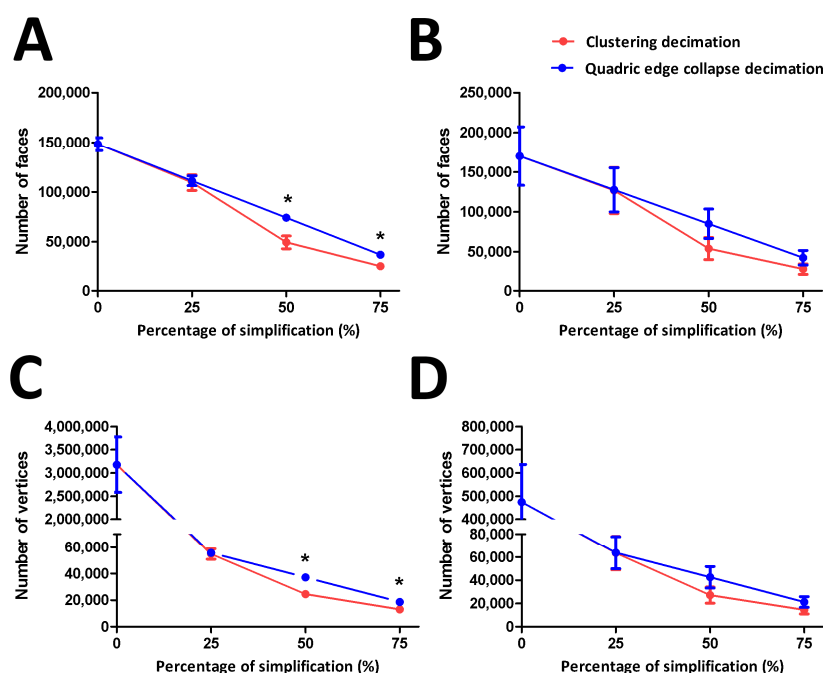 A
B
Clustering decimation
Quadric edge collapse decimation
200,000
150,000
100,000
50,000
0
Number of faces
*
*
0 25 50 75
Percentage of simplification (%)
250,000
200,000
150,000
100,000
50,000
0
Number of faces
0 25 50 75
Percentage of simplification (%)
C
D
4,000,000
3,500,000
3,000,000
2,500,000
2,000,000
60,000
40,000
20,000
0
Number of vertices
*
*
0 25 50 75
Percentage of simplification (%)
800,000
700,000
600,000
500,000
400,000
80,000
60,000
40,000
20,000
0
Number of vertices
0 25 50 75
Percentage of simplification (%)